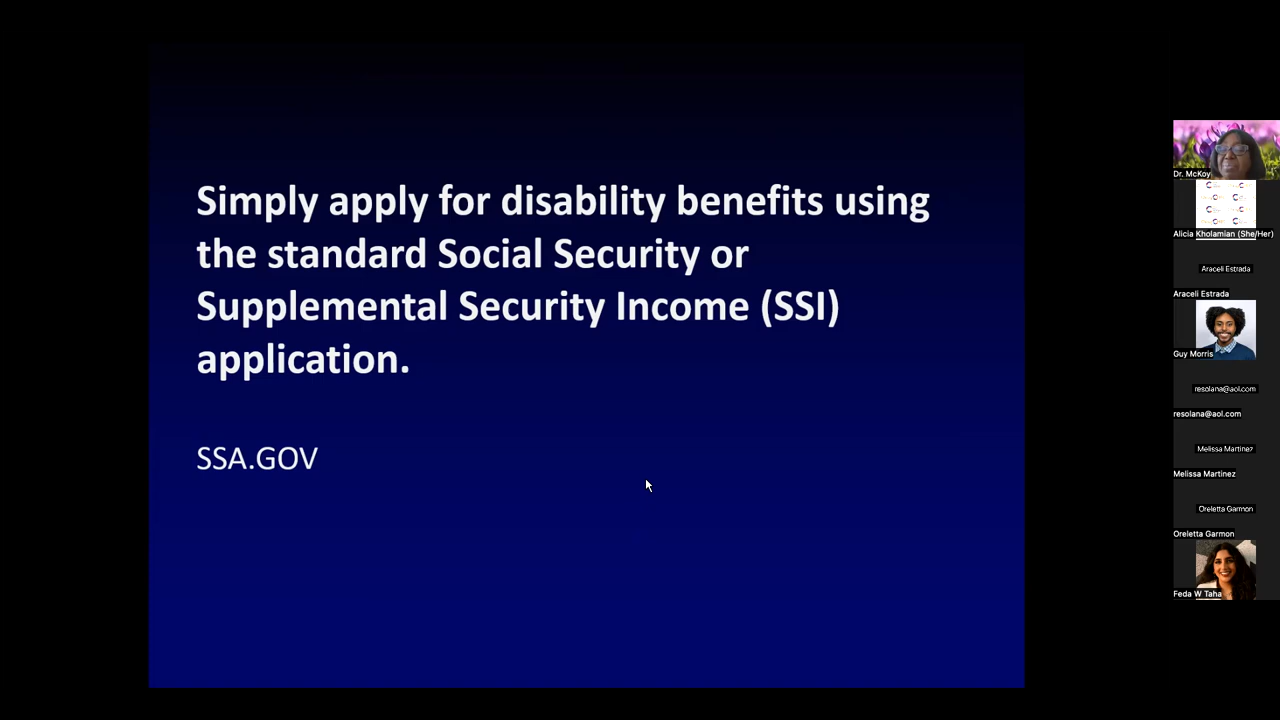 Simply apply for disability benefits using
the standard Social Security or
Supplemental Security Income (SSI)
application.
SSA.GOV
Dr. McKoy
Alicia Kholamian (She/Her)
Araceli Estrada
Araceli Estrada
Guy Morris
resolana@aol.com
resolana@aol.com
Melissa Martinez
Melissa Martinez
Oreletta Garmon
Oreletta Garmon
Feda W Taha